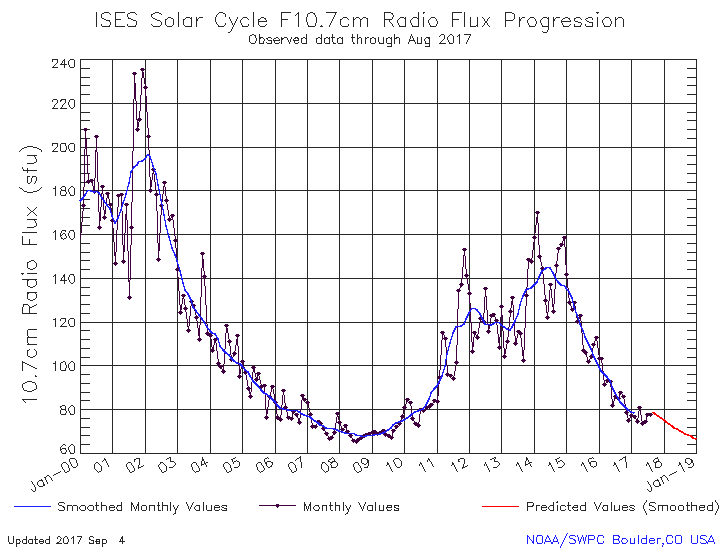 ISES Solar Cycle F10.7cm Radio Flux Progression
Observed data through Aug 2017
10.7cm Radio Flux (sfu)
240
220
200
180
160
140
120
100
80
60
Jan-00 01 02 03 04 05 06 07 08 09 10 11 12 13 14 15 16 17 18 Jan-19
Smoothed Monthly Values Monthly Values Predicted Values (Smoothed)
Updated 2017 Sep 4 NOAA/SWPC Boulder,CO USA